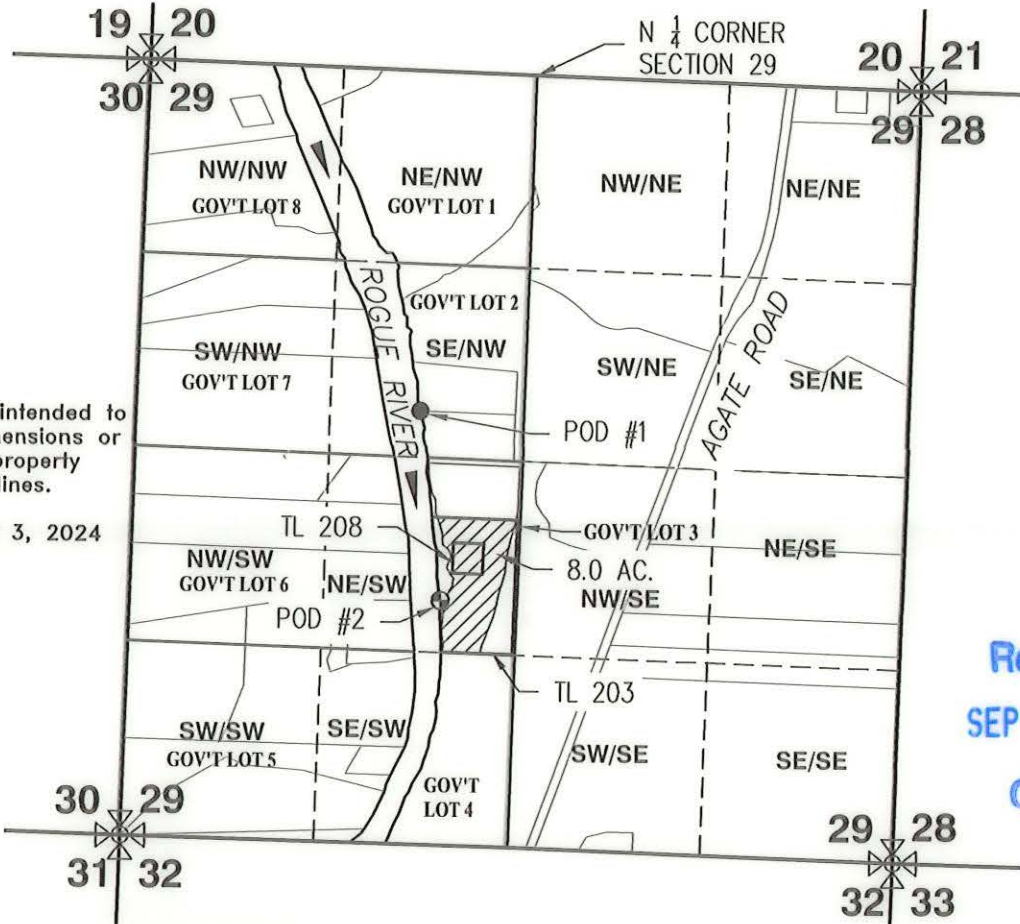 19 20
N 1/4 CORNER
SECTION 29
20 21
30 29
29 28
NW/NW
GOV'T LOT 8
NE/NW
GOV'T LOT 1
NW/NE
NE/NE
ROGUE RIVER
GOV'T LOT 2
SE/NW
SW/NW
GOV'T LOT 7
SW/NE
AGATE ROAD
SE/NE
intended to
ensions or
property
lines.
3, 2024
POD #1
TL 208
GOV'T LOT 3
8.0 AC.
NE/SE
NW/SW
GOV'T LOT 6
NE/SW
NW/SE
POD #2
TL 203
SW/SW
GOV'T LOT 5
SE/SW
GOV'T
LOT 4
SW/SE
SE/SE
SEP
30 29
31 32
29 28
32 33